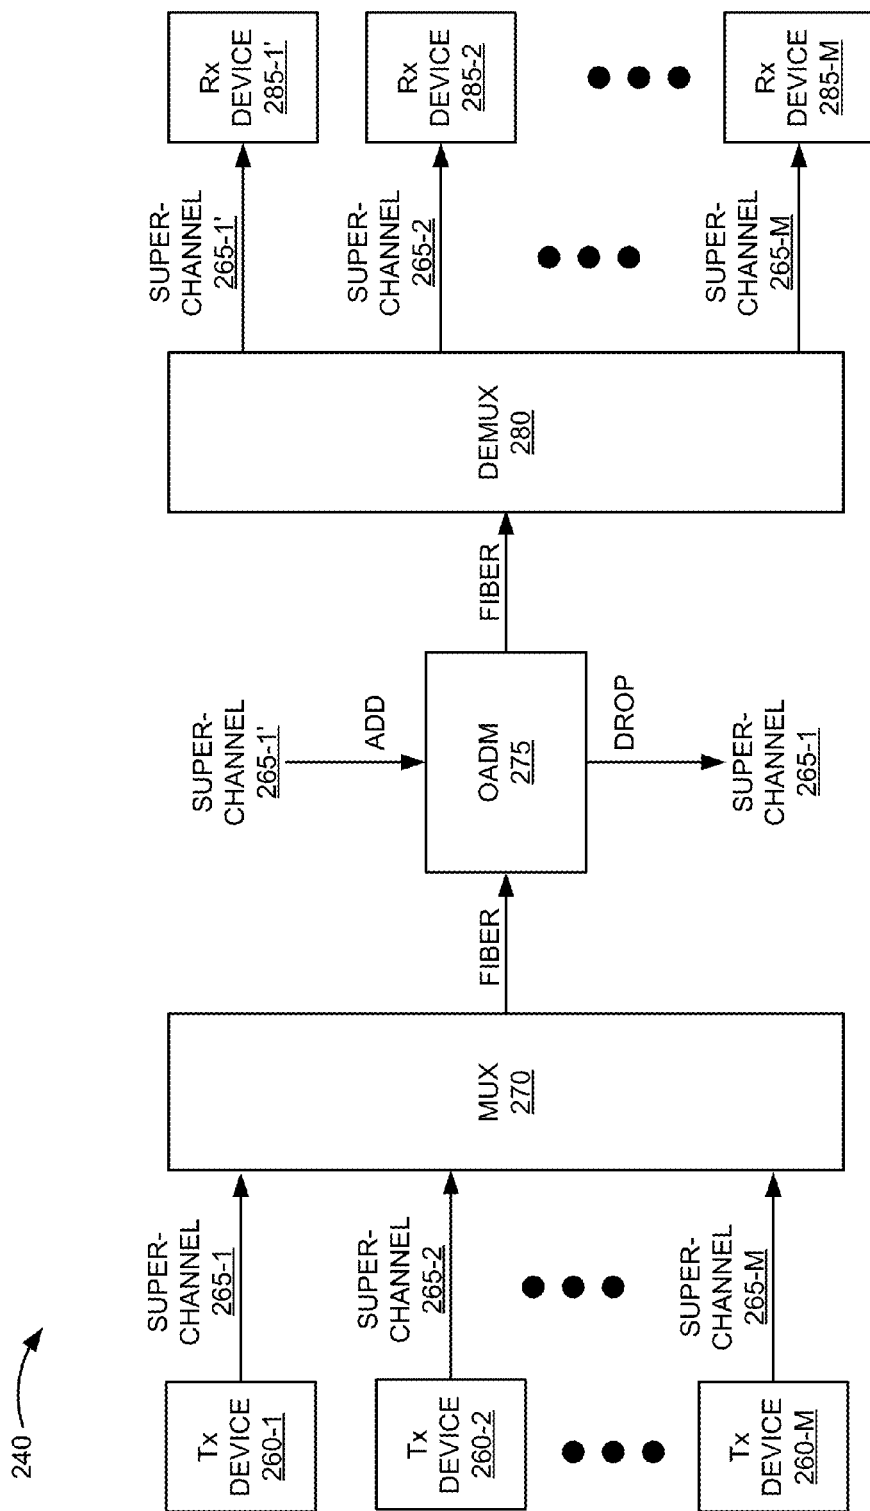 240
Tx
DEVICE
260-1
SUPER-
CHANNEL
265-1
Tx
DEVICE
260-2
SUPER-
CHANNEL
265-2
Tx
DEVICE
260-M
SUPER-
CHANNEL
265-M
MUX
270
FIBER
SUPER-
CHANNEL
265-1'
ADD
OADM
275
DROP
SUPER-
CHANNEL
265-1
FIBER
DEMUX
280
SUPER-
CHANNEL
265-1'
Rx
DEVICE
285-1'
SUPER-
CHANNEL
265-2
Rx
DEVICE
285-2
SUPER-
CHANNEL
265-M
Rx
DEVICE
285-M